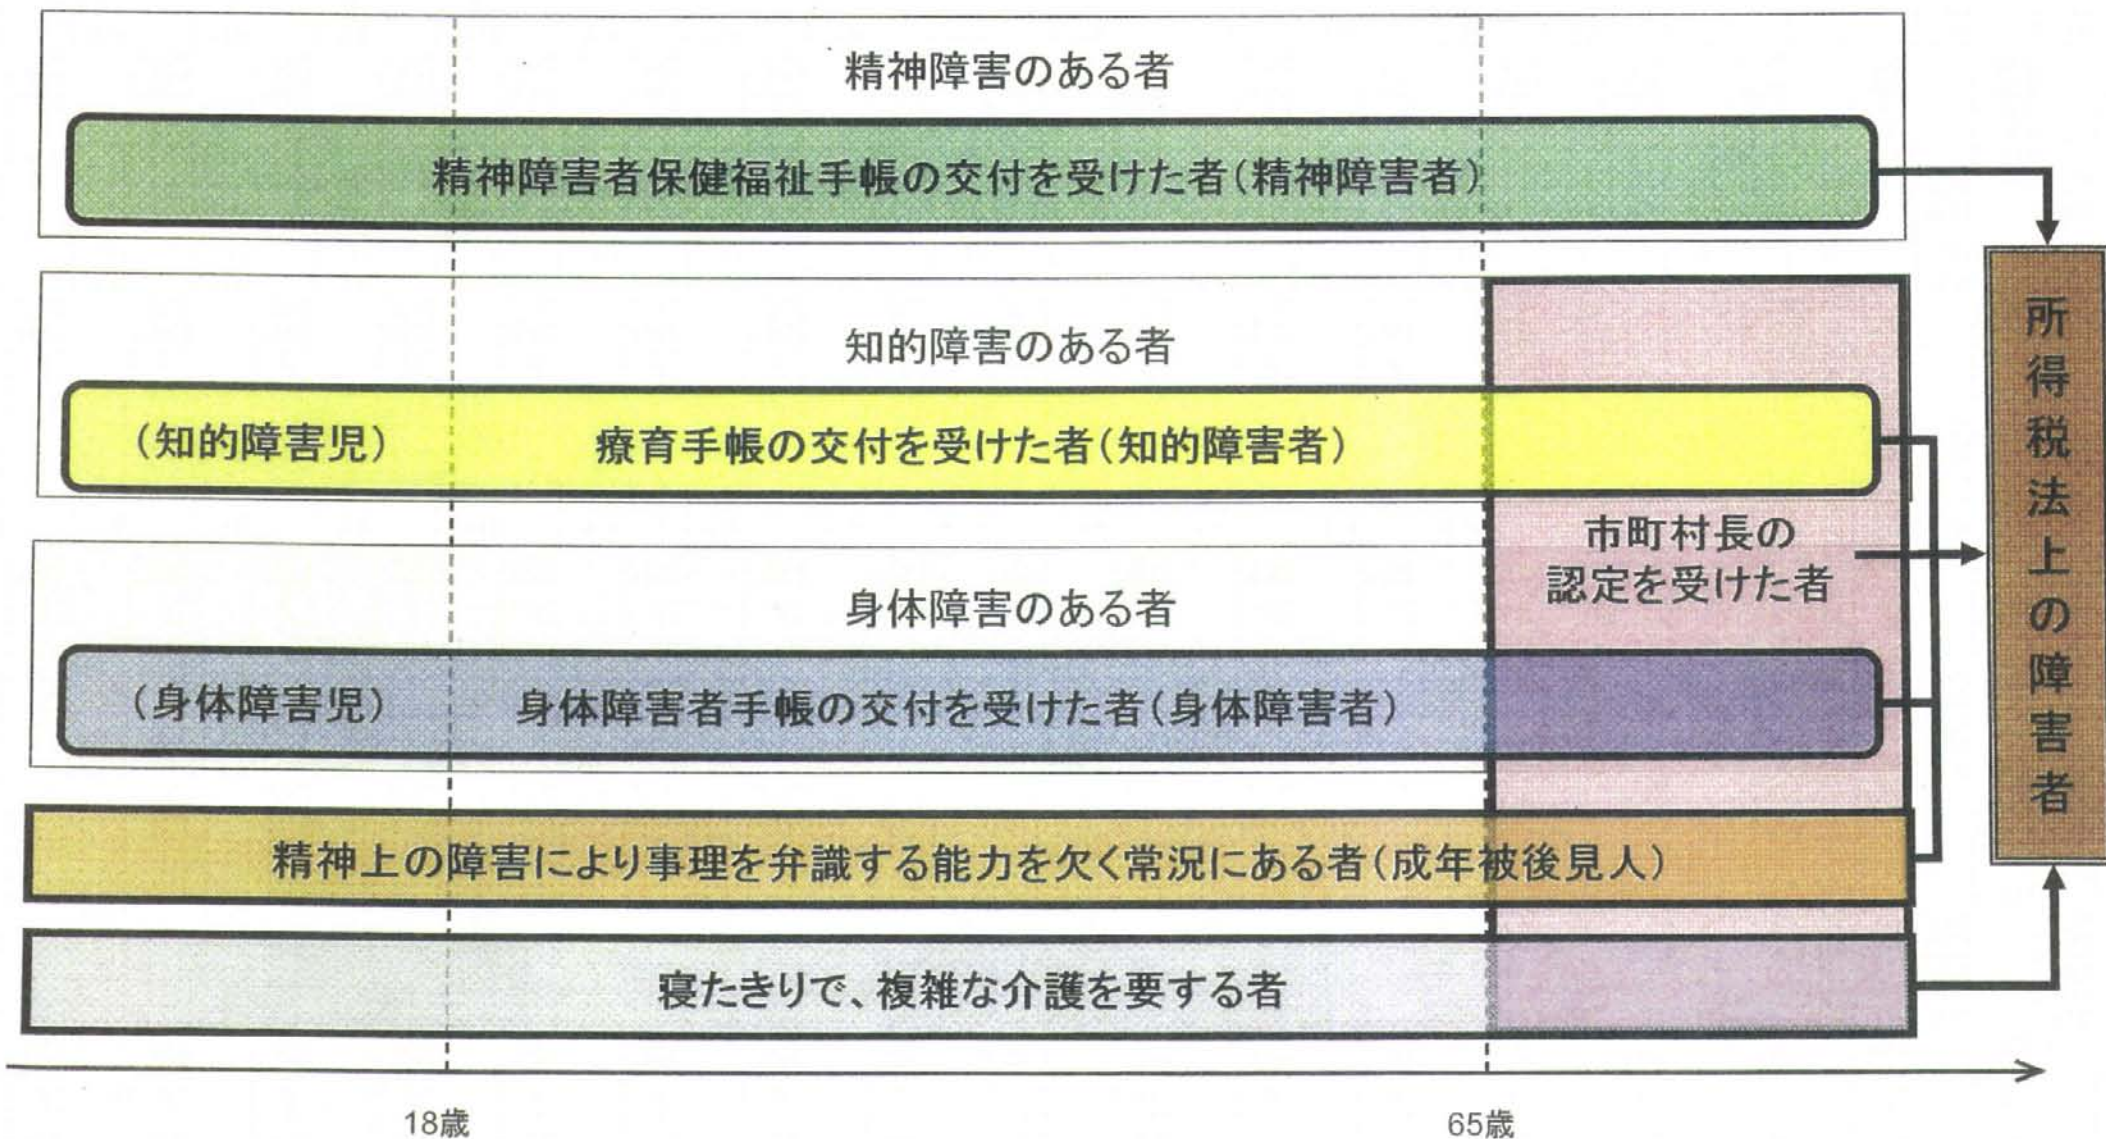 精神障害のある者
精神障害者保健福祉手帳の交付を受けた者(精神障害者)
知的障害のある者
(知的障害児)
療育手帳の交付を受けた者(知的障害者)
市町村長の
認定を受けた者
身体障害のある者
(身体障害児)
身体障害者手帳の交付を受けた者(身体障害者)
精神上の障害により事理を弁識する能力を欠く常況にある者(成年被後見人)
寝たきりで、複雑な介護を要する者
所得税法上の障害者
18歳
65歳